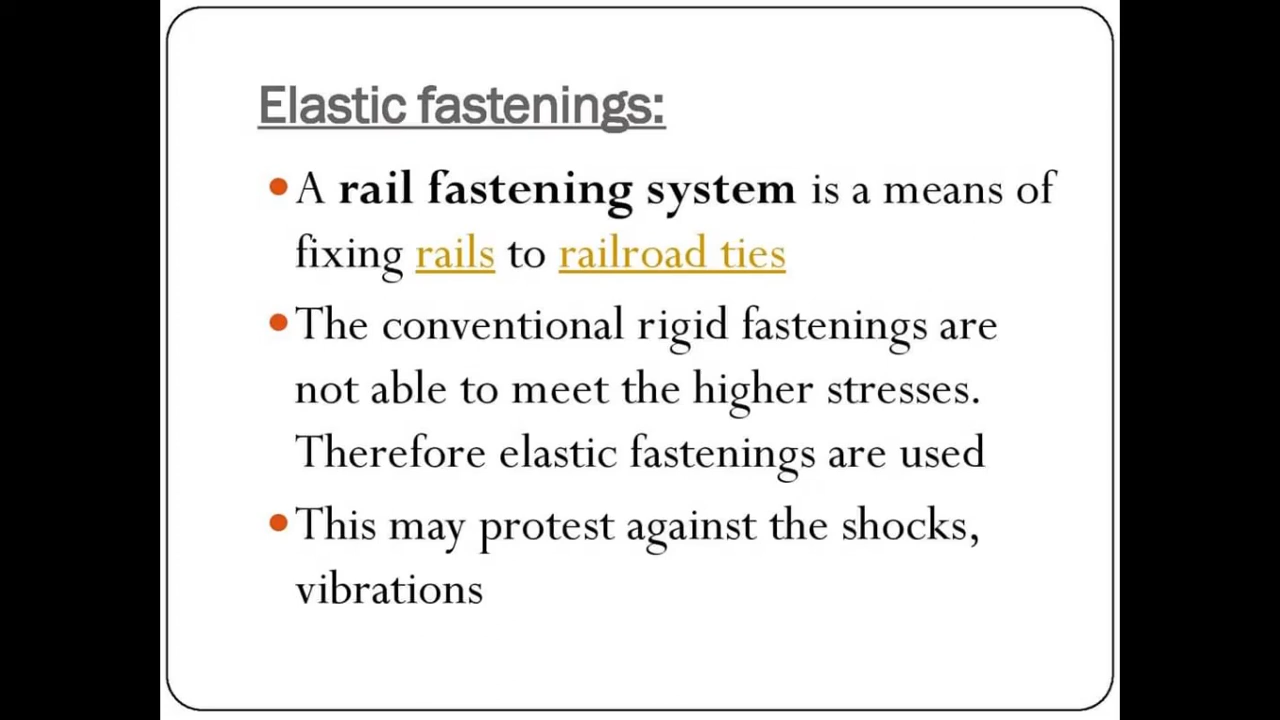 Elastic fastenings:
• A rail fastening system is a means of
fixing rails to railroad ties
• The conventional rigid fastenings are
not able to meet the higher stresses.
Therefore elastic fastenings are used
• This may protest against the shocks,
vibrations